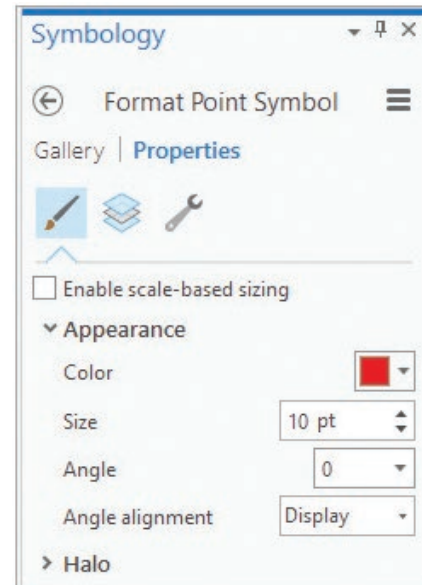 Symbology
Format Point Symbol
Gallery | Properties
Enable scale-based sizing
Appearance
Color
Size 10 pt
Angle 0
Angle alignment Display
Halo